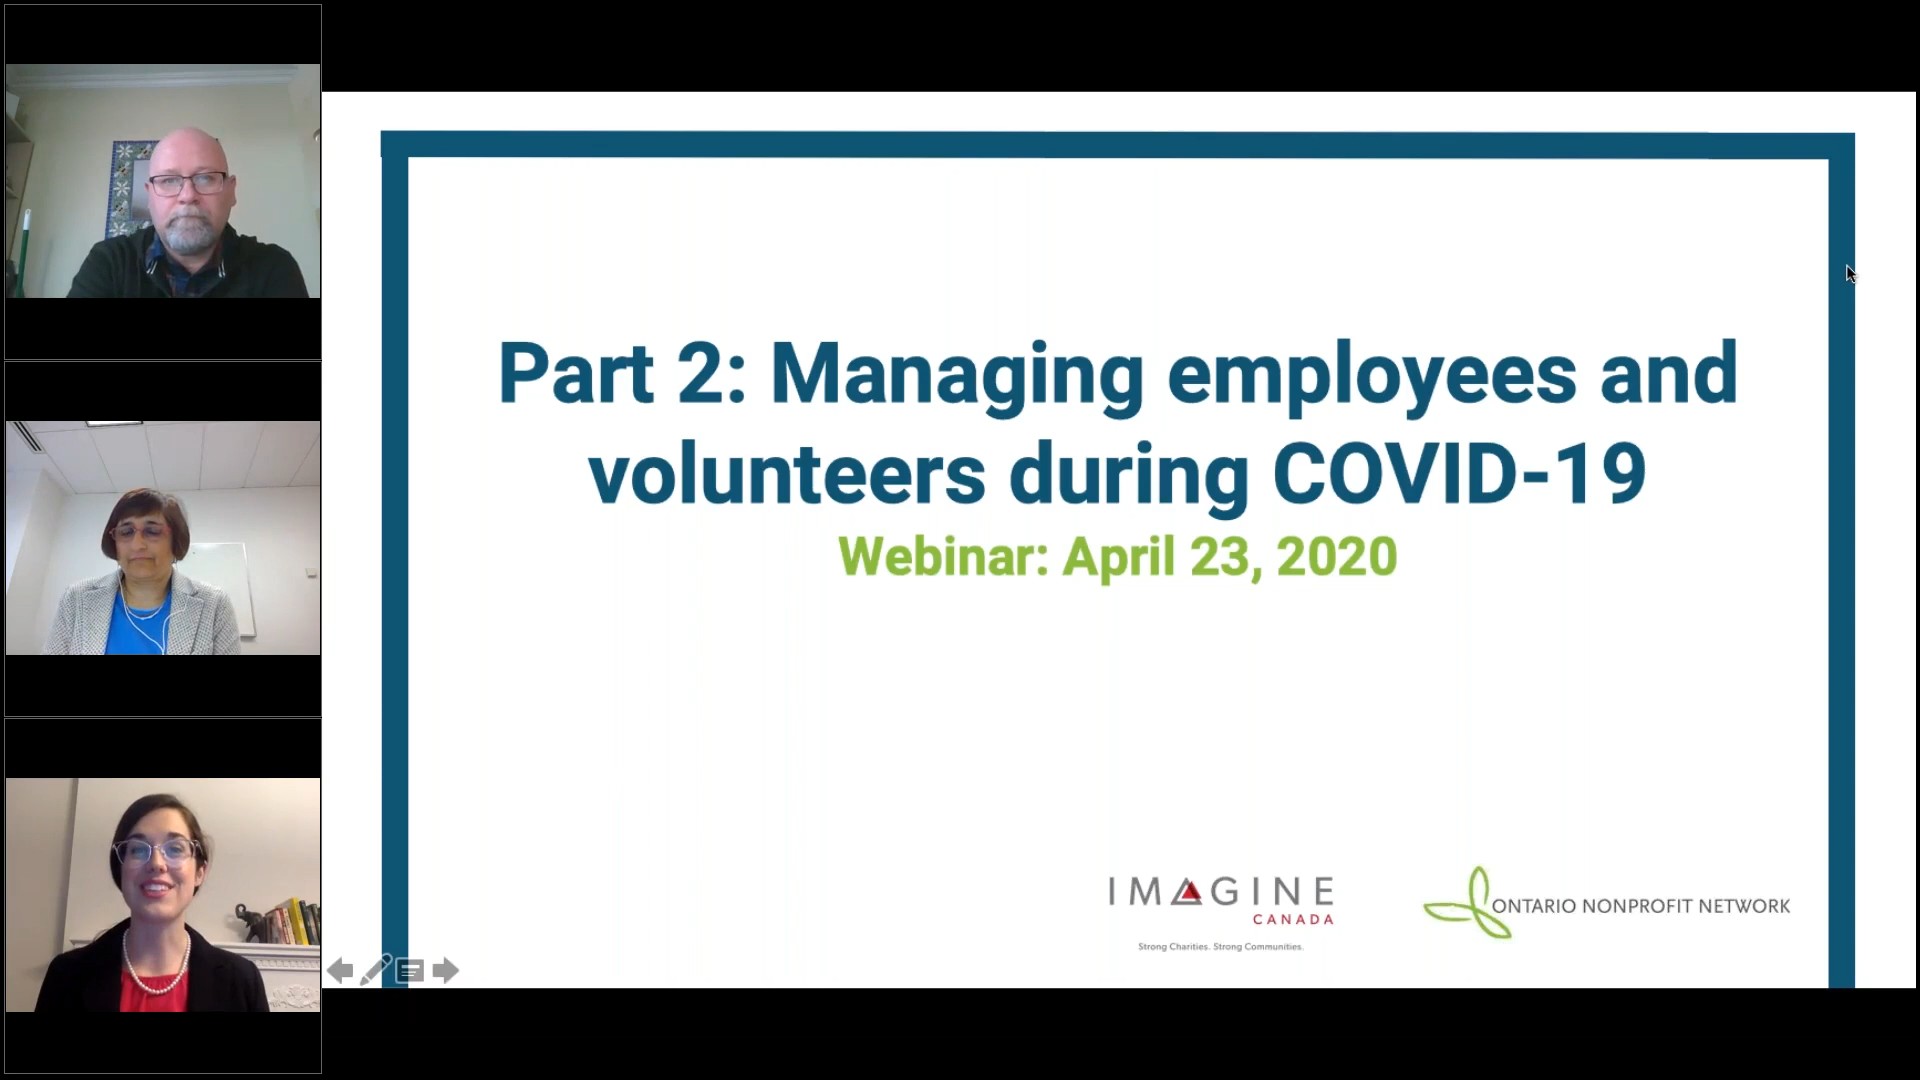 Part 2: Managing employees and
volunteers during COVID-19
Webinar: April 23, 2020
IMAGINE
CANADA
Strong Charities. Strong Communities.
ONTARIO NONPROFIT NETWORK